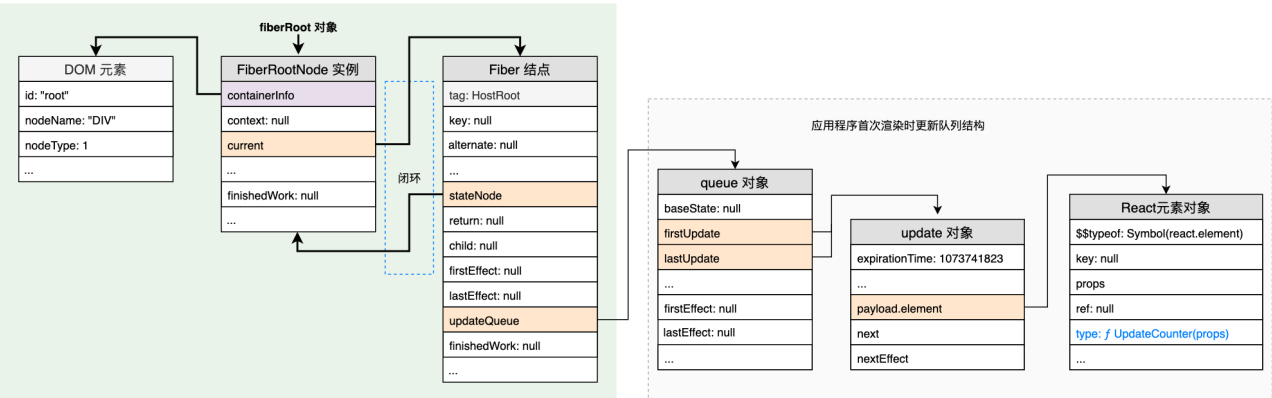 fiberRoot 对象
DOM 元素
id: "root"
nodeName: "DIV"
nodeType: 1
...
FiberRootNode 实例
containerInfo
context: null
current
...
finishedWork: null
...
闭环
Fiber 结点
tag: HostRoot
key: null
alternate: null
...
stateNode
return: null
child: null
firstEffect: null
lastEffect: null
updateQueue
finishedWork: null
...
应用程序首次渲染时更新队列结构
queue 对象
baseState: null
firstUpdate
lastUpdate
...
firstEffect: null
lastEffect: null
...
update 对象
expirationTime: 1073741823
...
payload.element
next
nextEffect
React元素对象
$$typeof: Symbol(react.element)
key: null
props
ref: null
type: ƒ UpdateCounter(props)
...